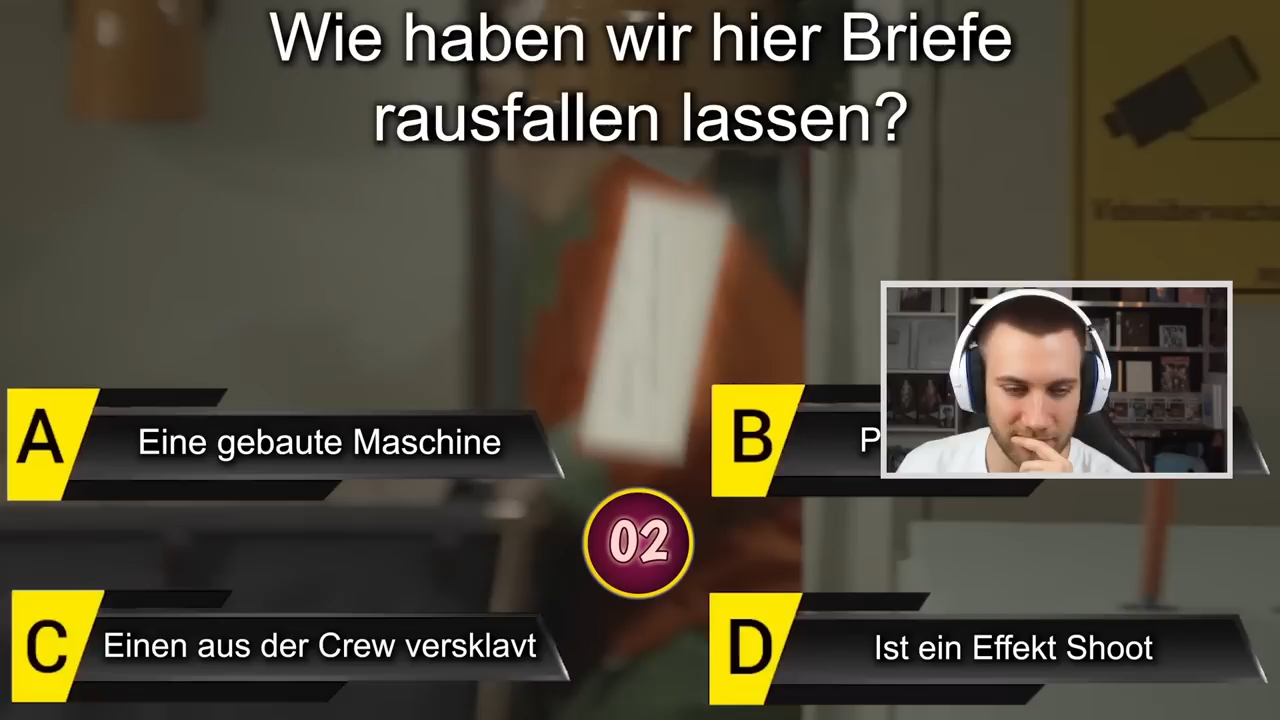 Wie haben wir hier Briefe
rausfallen lassen?
A
Eine gebaute Maschine
B
02
C
Einen aus der Crew versklavt
D
Ist ein Effekt Shoot